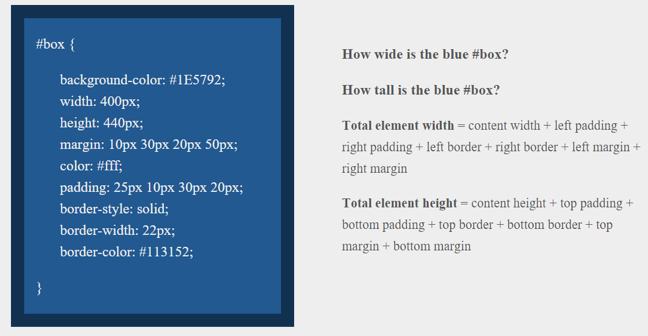 #box {
background-color: #1E5792;
width: 400px;
height: 440px;
margin: 10px 30px 20px 50px;
color: #fff;
padding: 25px 10px 30px 20px;
border-style: solid;
border-width: 22px;
border-color: #113152;
}
How wide is the blue #box?
How tall is the blue #box?
Total element width = content width + left padding +
right padding + left border + right border + left margin +
right margin
Total element height = content height + top padding +
bottom padding + top border + bottom border + top
margin + bottom margin